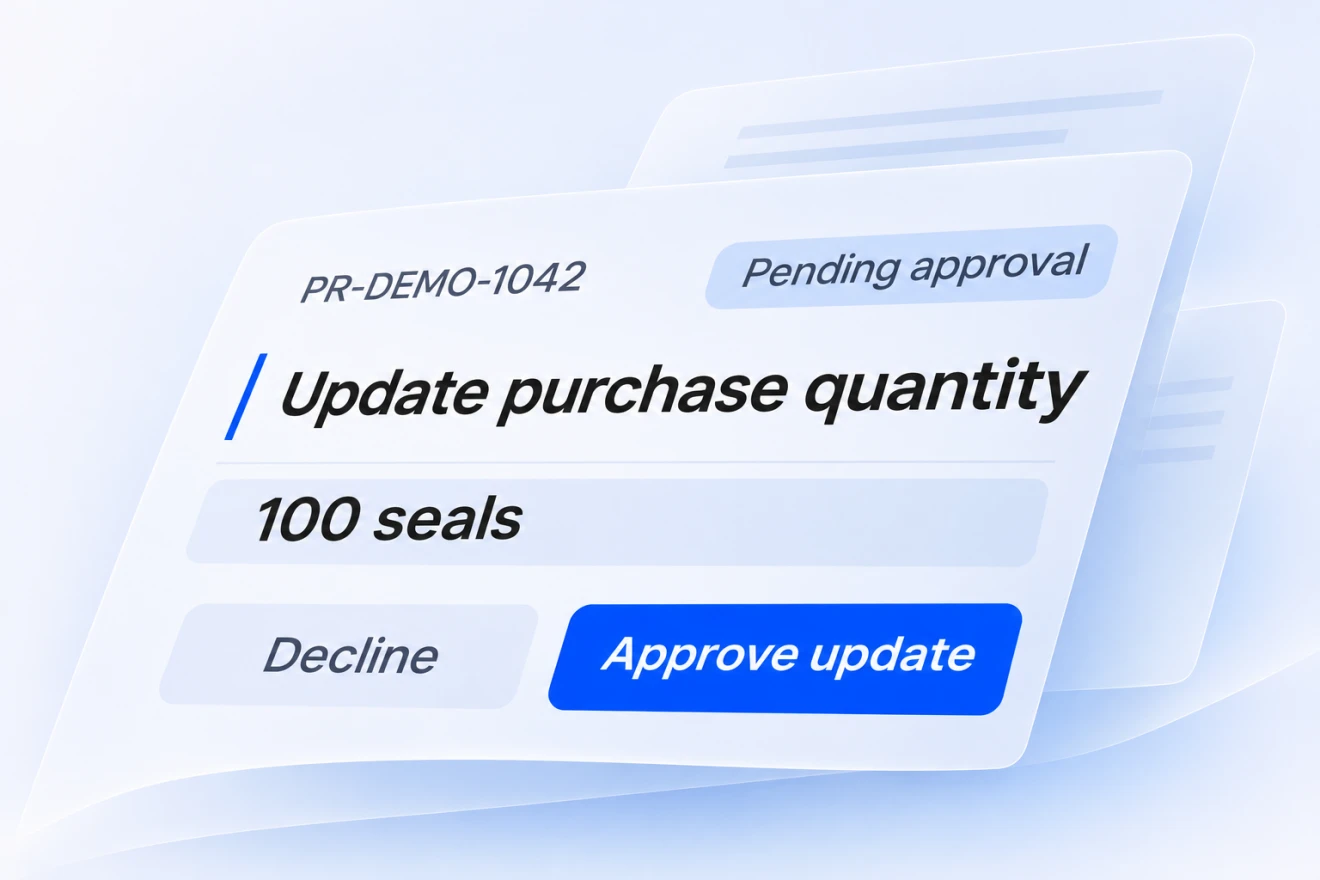 PR-DEMO-1042
Pending approval
Update purchase quantity
100 seals
Decline
Approve update